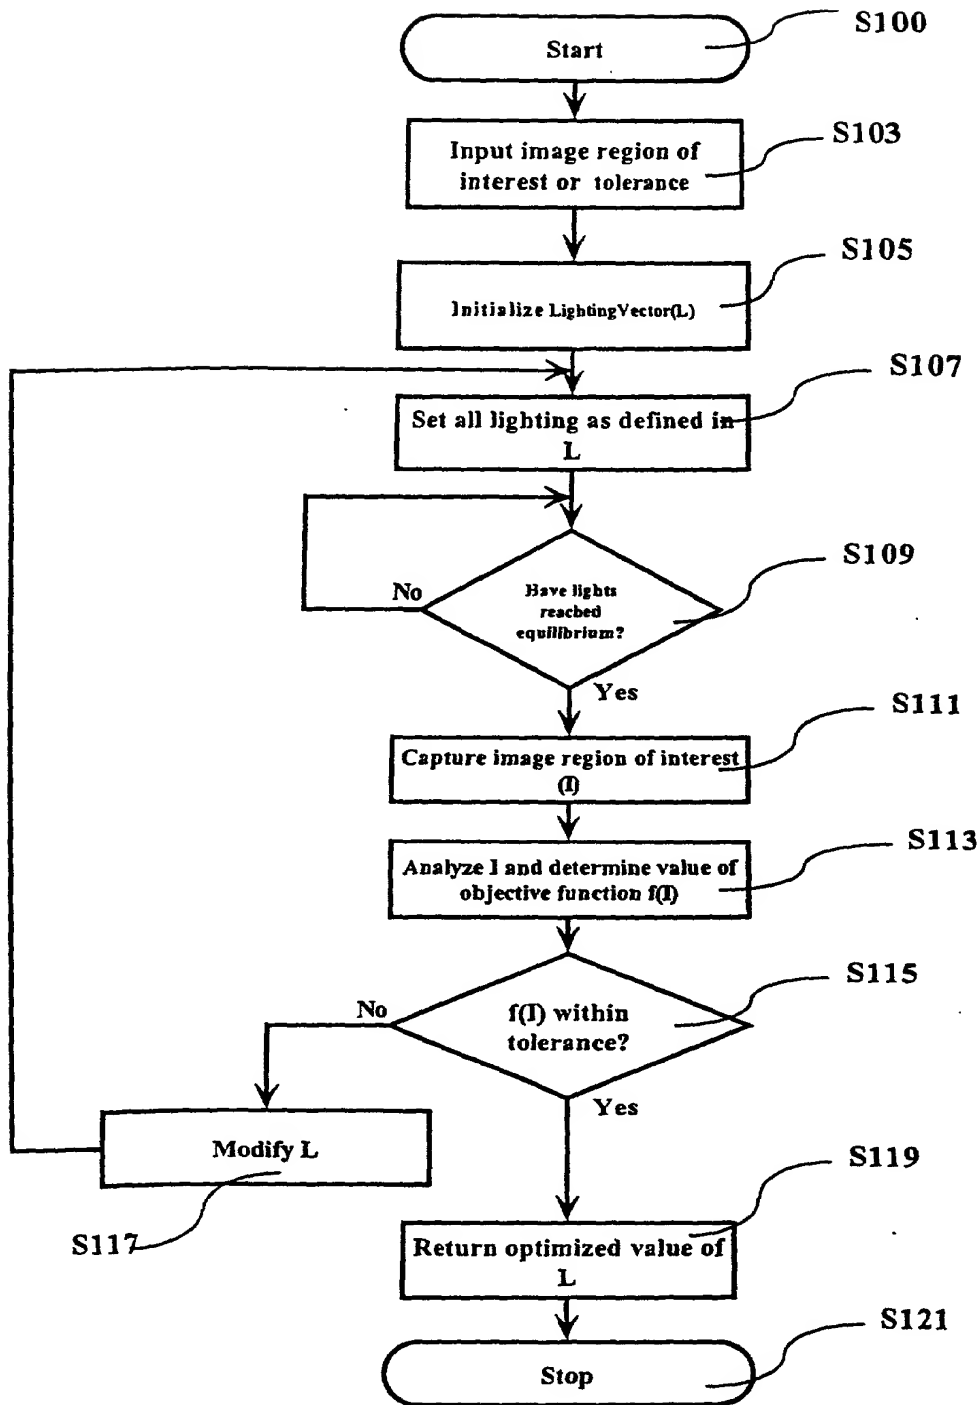 S100
Start
S103
Input image region of
interest or tolerance
S105
Initialize LightingVector(L)
S107
Set all lighting as defined in
L
S109
Have lights
reached
equilibrium?
No
Yes
S111
Capture image region of interest
(I)
S113
Analyze I and determine value of
objective function f(I)
S115
f(I) within
tolerance?
No
Yes
Modify L
S117
S119
Return optimized value of
L
S121
Stop